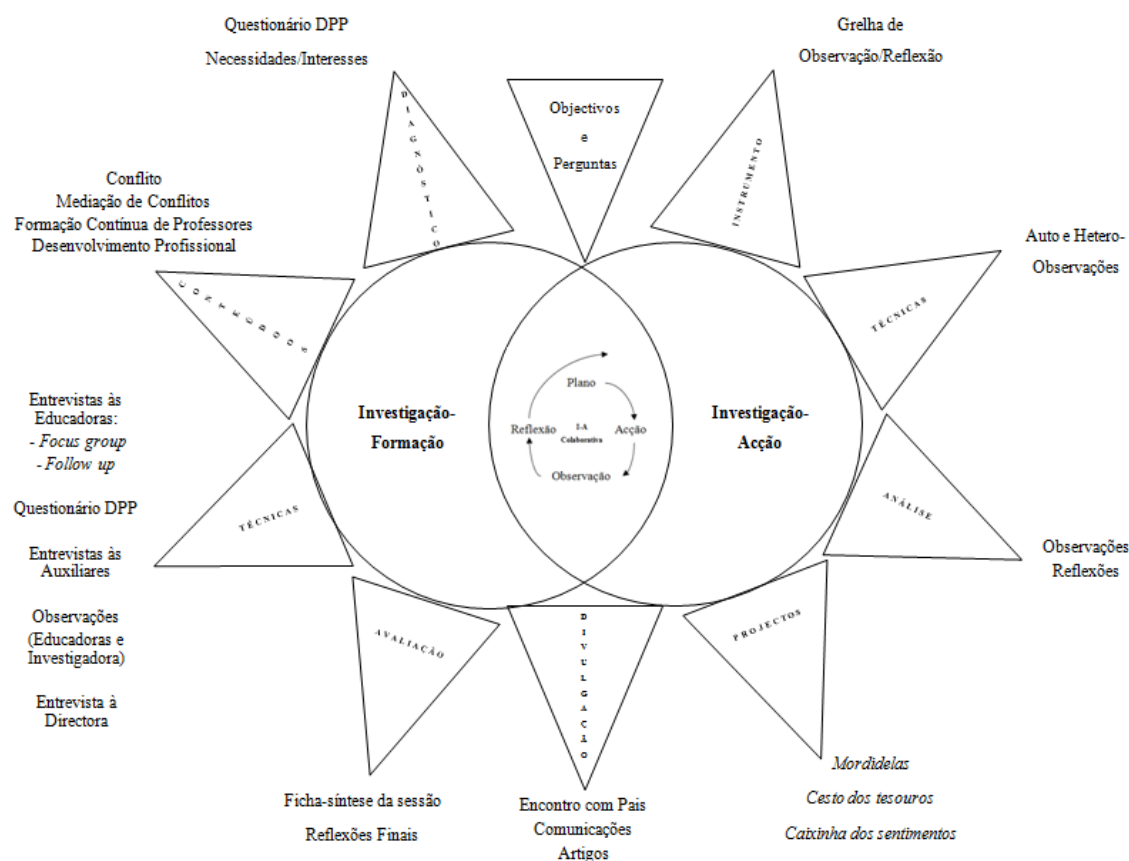 Questionário DPP
Necessidades/Interesses
DIAGNÓSTICO
Objectivos
e
Perguntas
Grelha de
Observação/Reflexão
INSTRUMENTO
Conflito
Mediação de Conflitos
Formação Contínua de Professores
Desenvolvimento Profissional
CONTEÚDOS
Auto e Hetero-
Observações
TÉCNICAS
Investigação-
Formação
Plano
Reflexão
I-A
Colaborativa
Acção
Observação
Investigação-
Acção
Entrevistas às
Educadoras:
- Focus group
- Follow up
Questionário DPP
Entrevistas às
Auxiliares
Observações
(Educadoras e
Investigadora)
Entrevista à
Directora
TÉCNICAS
ANÁLISE
Observações
Reflexões
AVALIAÇÃO
Ficha-síntese da sessão
Reflexões Finais
DIVULGAÇÃO
Encontro com Pais
Comunicações
Artigos
PROJECTOS
Mordidelas
Cesto dos tesouros
Caixinha dos sentimentos